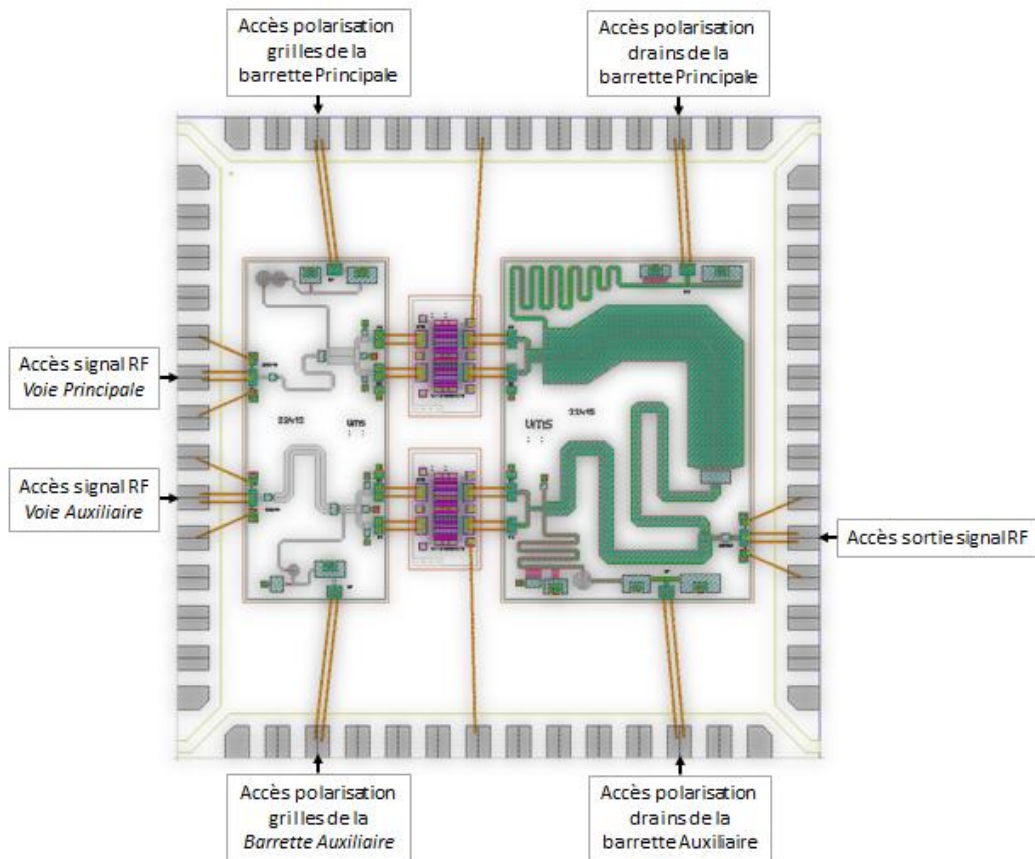 Accès polarisation
grilles de la
barrette Principale
Accès polarisation
drains de la
barrette Principale
Accès signal RF
Voie Principale
Accès signal RF
Voie Auxiliaire
ums
ums
Accès sortie signal RF
Accès polarisation
grilles de la
Barrette Auxiliaire
Accès polarisation
drains de la
barrette Auxiliaire